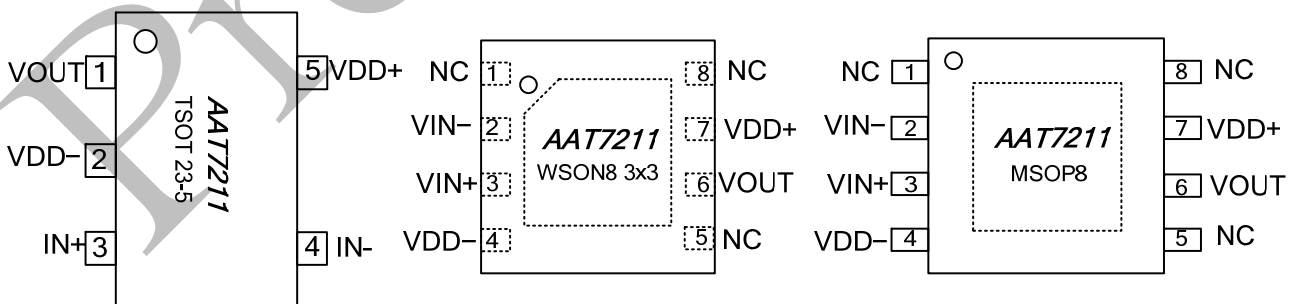 Pre
VOUT 1
5 VDD+
VDD- 2
IN+ 3
4 IN-
AAT7211
TSOT 23-5
NC 1
8 NC
VIN- 2
7 VDD+
VIN+ 3
6 VOUT
VDD- 4
5 NC
AAT7211
WSON8 3x3
NC 1
8 NC
VIN- 2
7 VDD+
VIN+ 3
6 VOUT
VDD- 4
5 NC
AAT7211
MSOP8